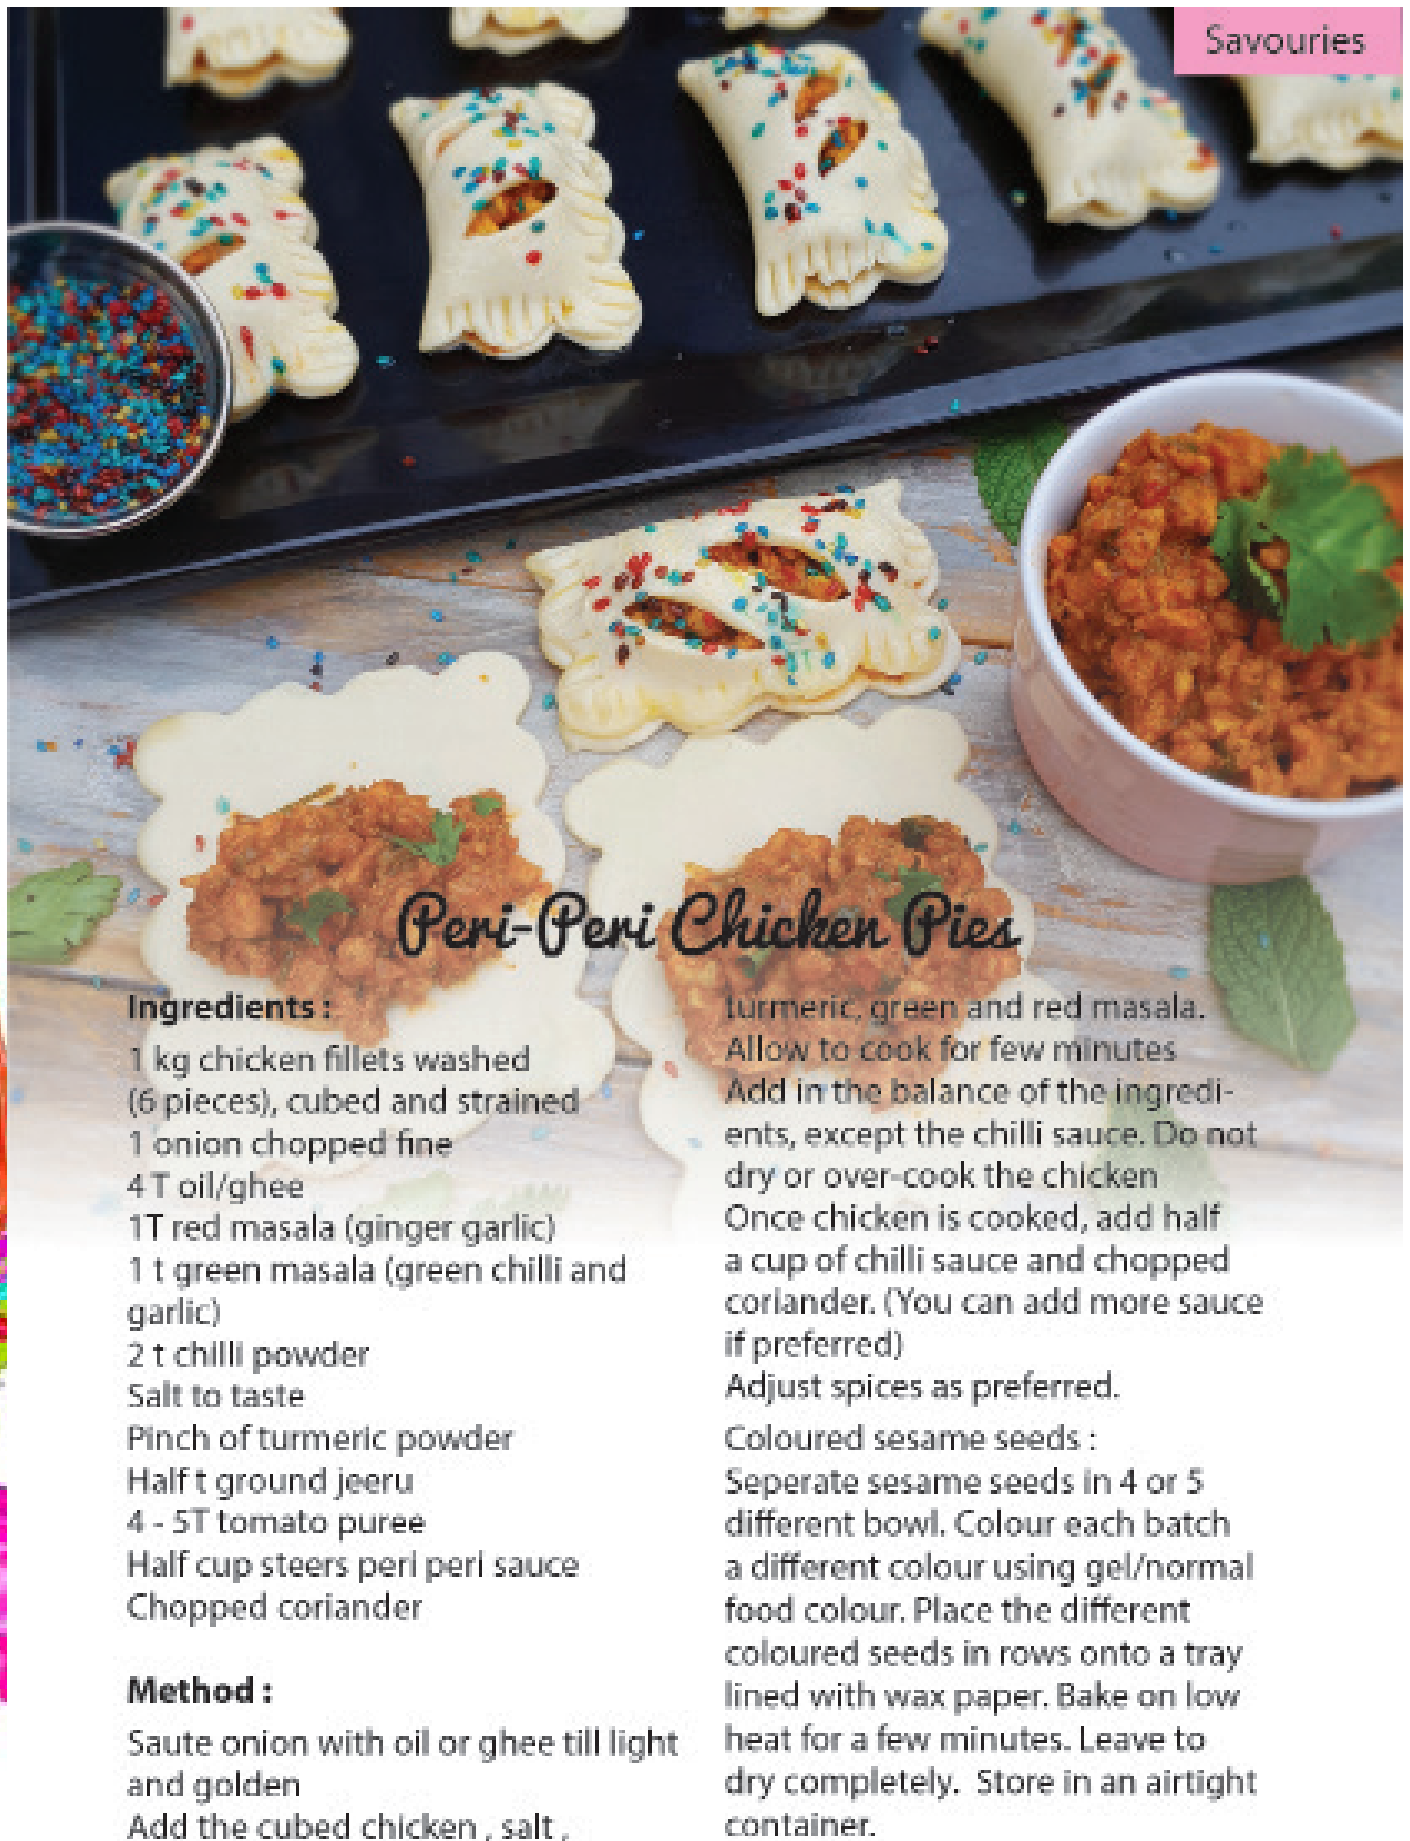 Savouries
Peri-Peri Chicken Pies
Ingredients :
1 kg chicken fillets washed
(6 pieces), cubed and strained
1 onion chopped fine
4 T oil/ghee
1T red masala (ginger garlic)
1 t green masala (green chilli and
garlic)
2 t chilli powder
Salt to taste
Pinch of turmeric powder
Half t ground jeeru
4 - 5T tomato puree
Half cup steers peri peri sauce
Chopped coriander
Method :
Saute onion with oil or ghee till light
and golden
Add the cubed chicken , salt ,
turmeric, green and red masala.
Allow to cook for few minutes
Add in the balance of the ingredi-
ents, except the chilli sauce. Do not
dry or over-cook the chicken
Once chicken is cooked, add half
a cup of chilli sauce and chopped
coriander. (You can add more sauce
if preferred)
Adjust spices as preferred.
Coloured sesame seeds :
Seperate sesame seeds in 4 or 5
different bowl. Colour each batch
a different colour using gel/normal
food colour. Place the different
coloured seeds in rows onto a tray
lined with wax paper. Bake on low
heat for a few minutes. Leave to
dry completely.  Store in an airtight
container.